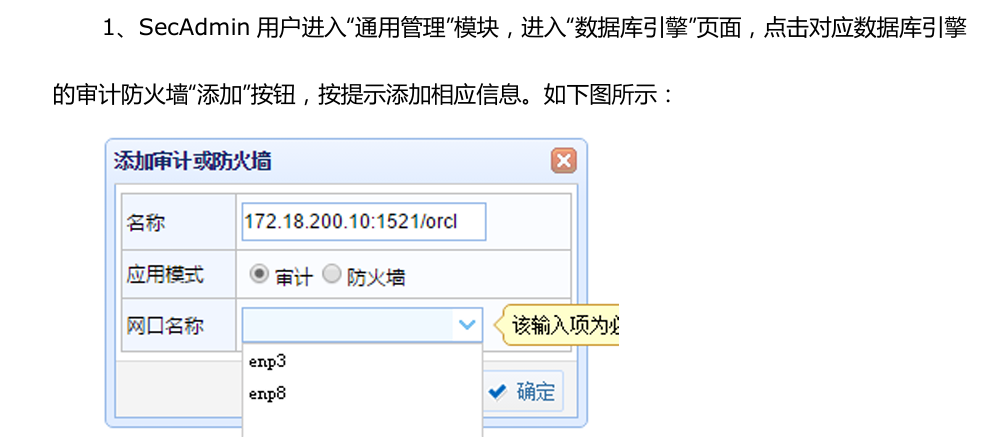 1、SecAdmin 用户进入“通用管理”模块，进入“数据库引擎”页面，点击对应数据库引擎
的审计防火墙“添加”按钮，按提示添加相应信息。如下图所示：
添加审计或防火墙
名称 172.18.200.10:1521/orcl
应用模式 审计 防火墙
网口名称 该输入项为必
enp3
enp8
确定